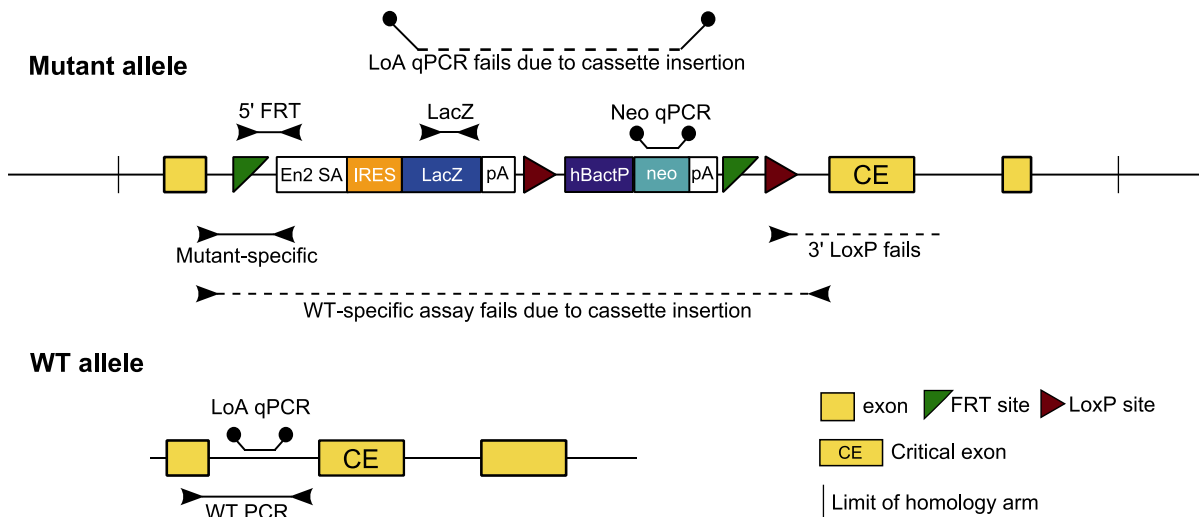 LoA qPCR fails due to cassette insertion
Mutant allele
5' FRT
LacZ
Neo qPCR
En2 SA
IRES
LacZ
pA
hBactP
neo
pA
CE
Mutant-specific
3' LoxP fails
WT-specific assay fails due to cassette insertion
WT allele
LoA qPCR
CE
WT PCR
exon
FRT site
LoxP site
CE
Critical exon
Limit of homology arm